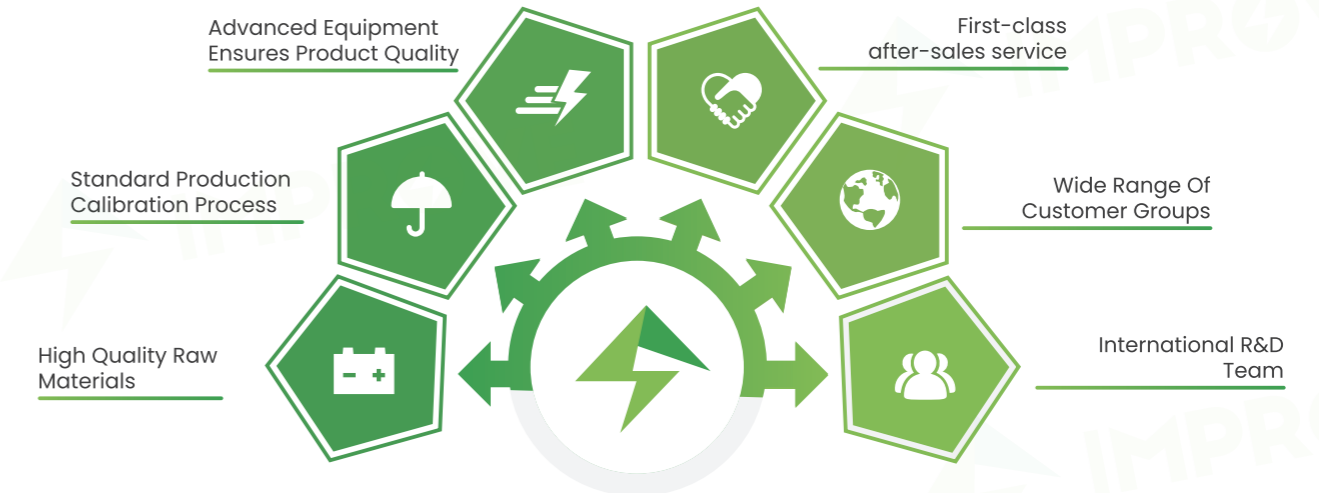 Advanced Equipment
Ensures Product Quality
First-class
after-sales service
Standard Production
Calibration Process
Wide Range Of
Customer Groups
High Quality Raw
Materials
International R&D
Team